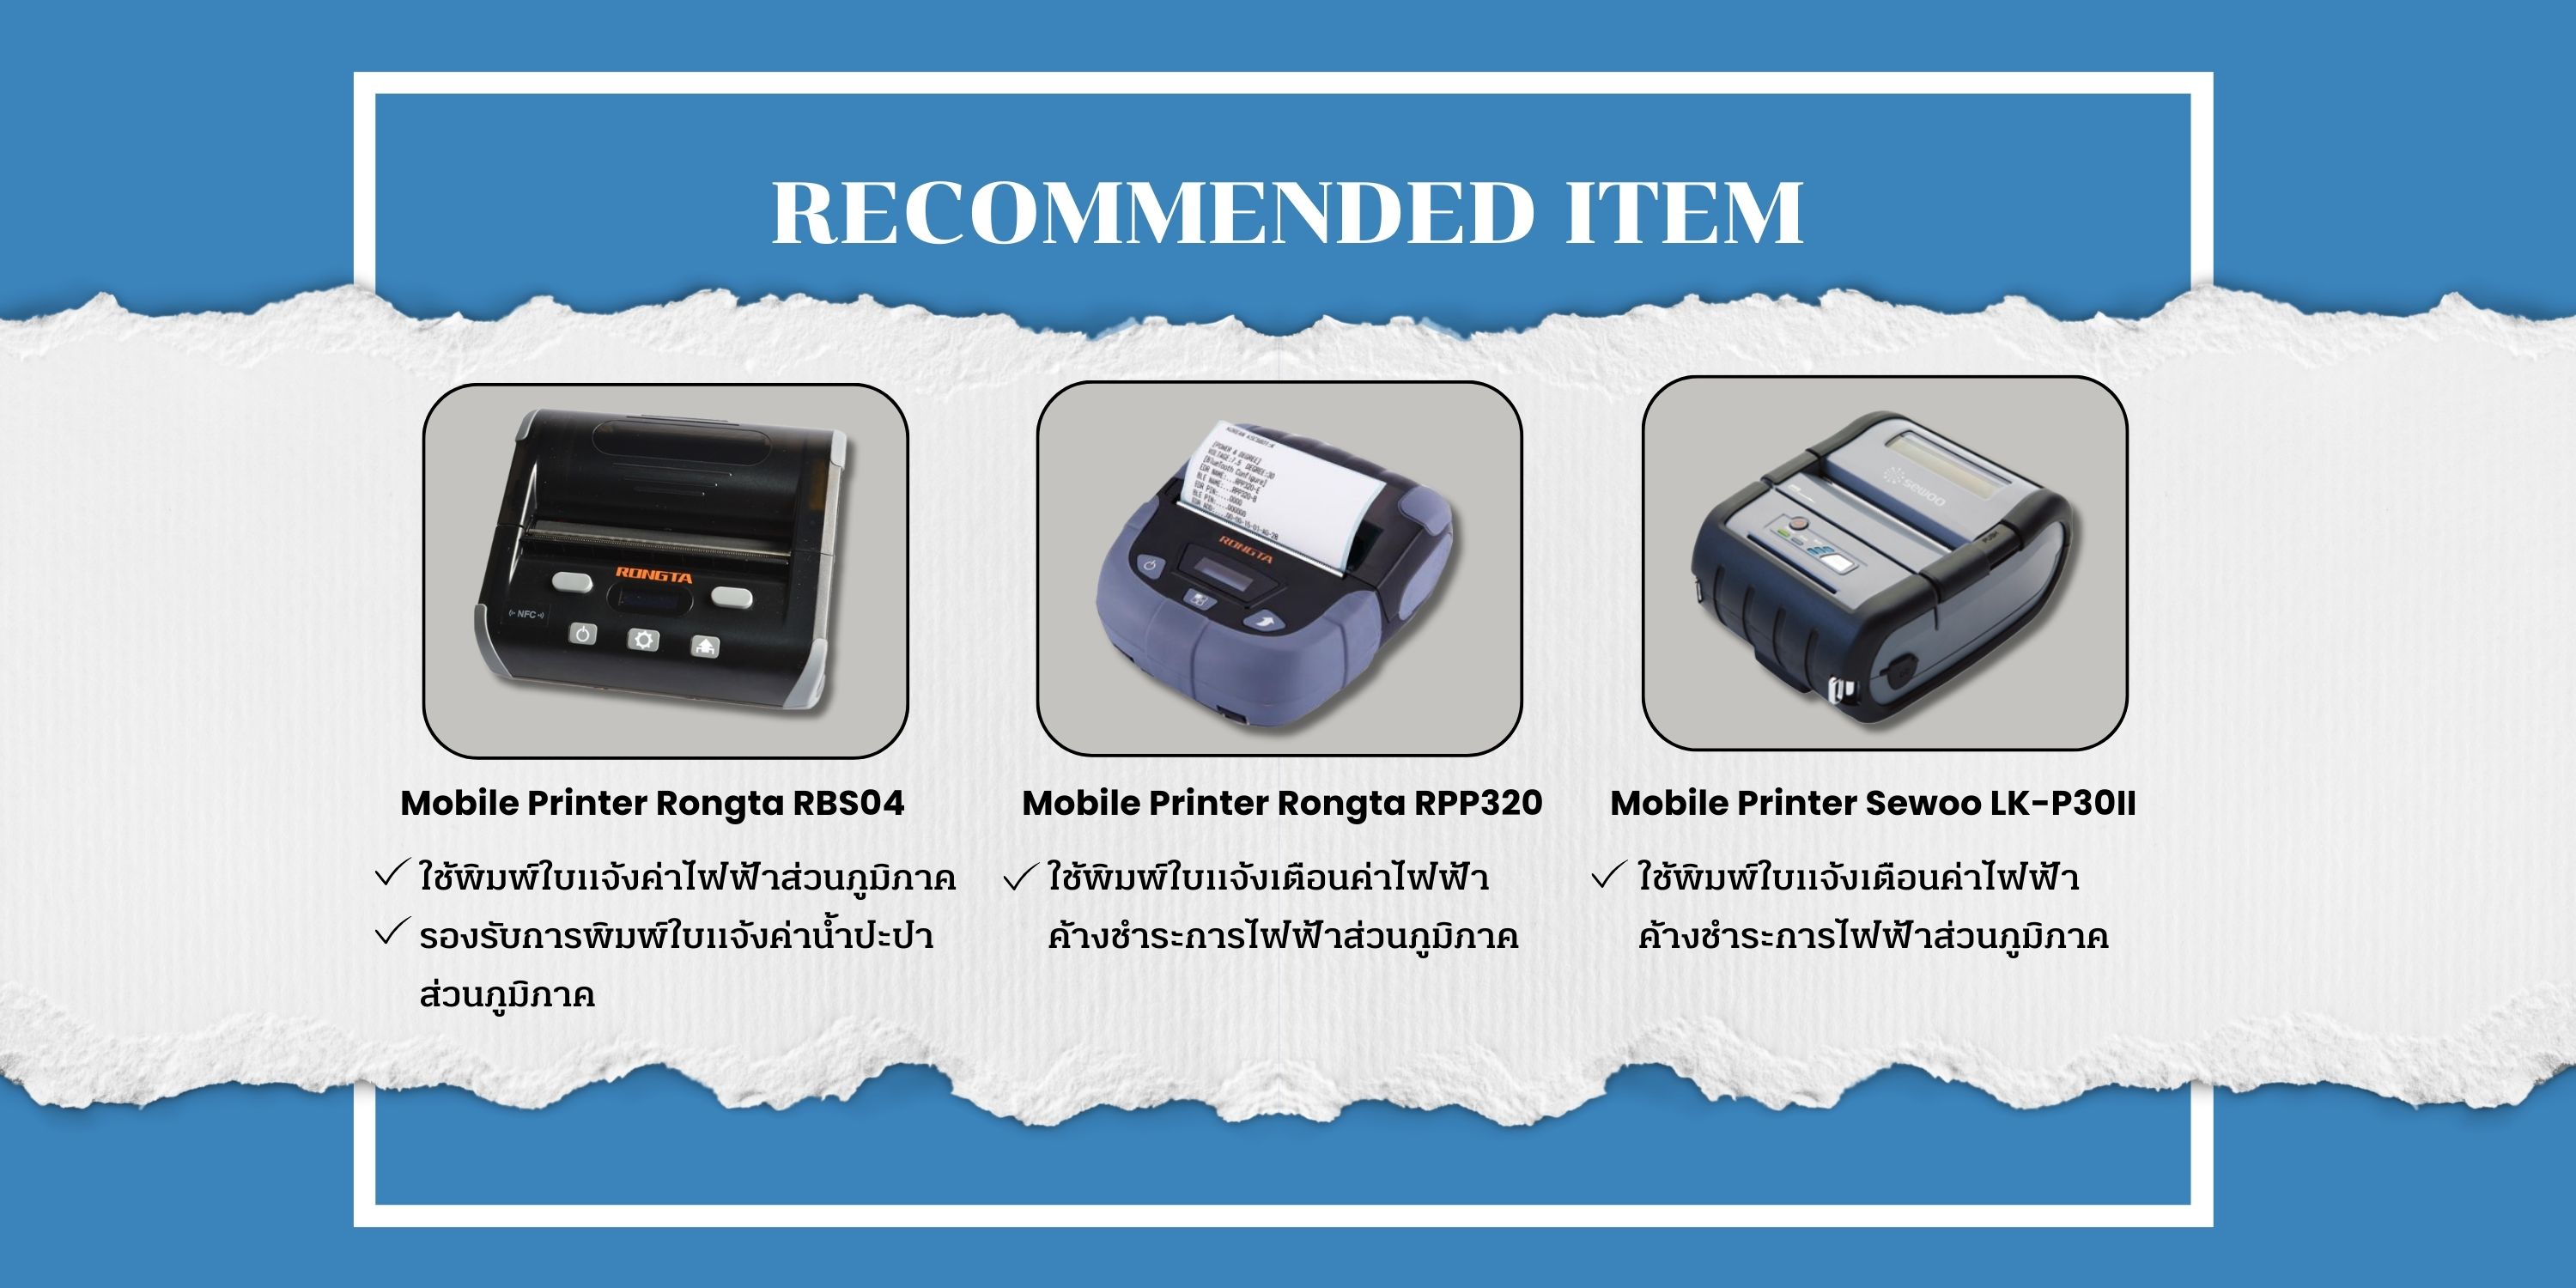 RECOMMENDED ITEM
RONGTA
NFC
RONGTA
sewoo
Mobile Printer Rongta RBS04
ใช้พิมพ์ใบแจ้งค่าไฟฟ้าส่วนภูมิภาค
รองรับการพิมพ์ใบแจ้งค่าน้ำปะปา
ส่วนภูมิภาค
Mobile Printer Rongta RPP320
ใช้พิมพ์ใบแจ้งเตือนค่าไฟฟ้า
ค้างชำระการไฟฟ้าส่วนภูมิภาค
Mobile Printer Sewoo LK-P30II
ใช้พิมพ์ใบแจ้งเตือนค่าไฟฟ้า
ค้างชำระการไฟฟ้าส่วนภูมิภาค